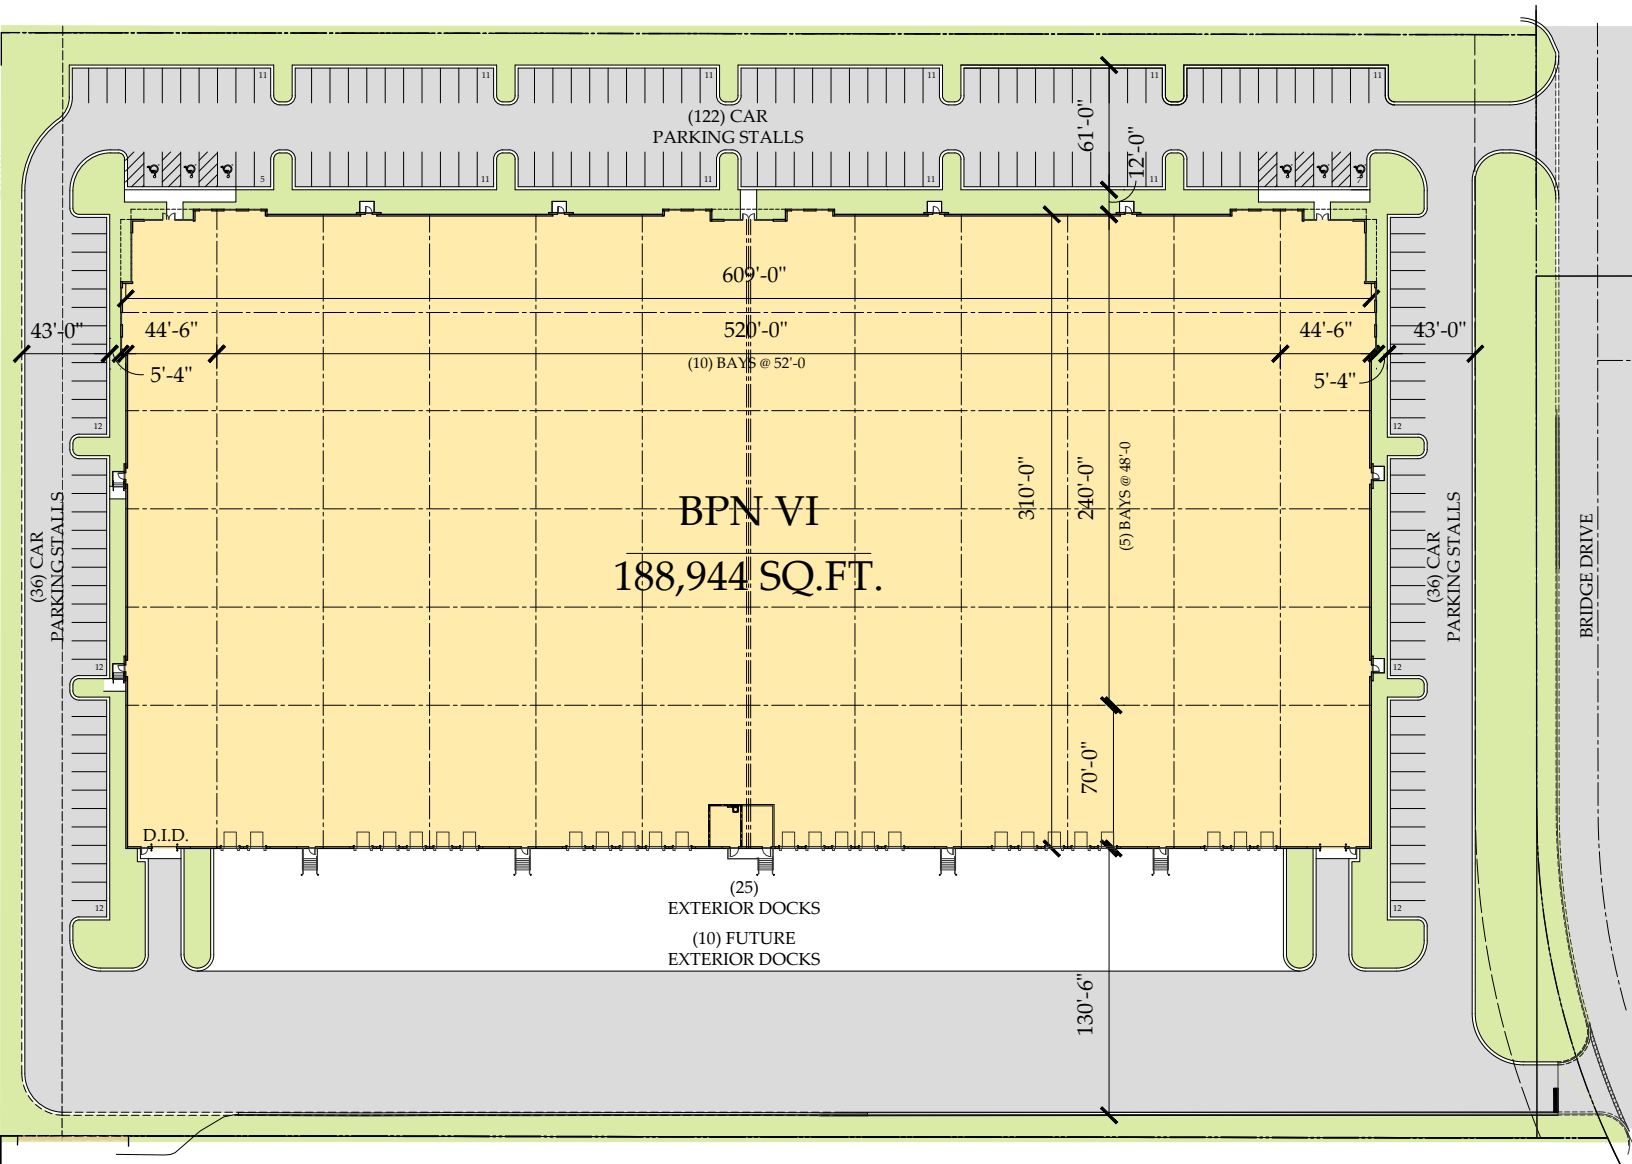 11
11
11
11
11
11
(122) CAR
PARKING STALLS
61'-0"
12'-0"
5
11
11
11
11
609'-0"
43'-0"
44'-6"
520'-0"
44'-6"
43'-0"
(10) BAYS @ 52'-0
5'-4"
5'-4"
12
12
310'-0"
240'-0"
(5) BAYS @ 48'-0
BPN VI
188,944 SQ.FT.
(36) CAR
PARKING STALLS
(36) CAR
PARKING STALLS
BRIDGE DRIVE
12
12
70'-0"
D.I.D.
12
12
(25)
EXTERIOR DOCKS
(10) FUTURE
EXTERIOR DOCKS
130'-6"